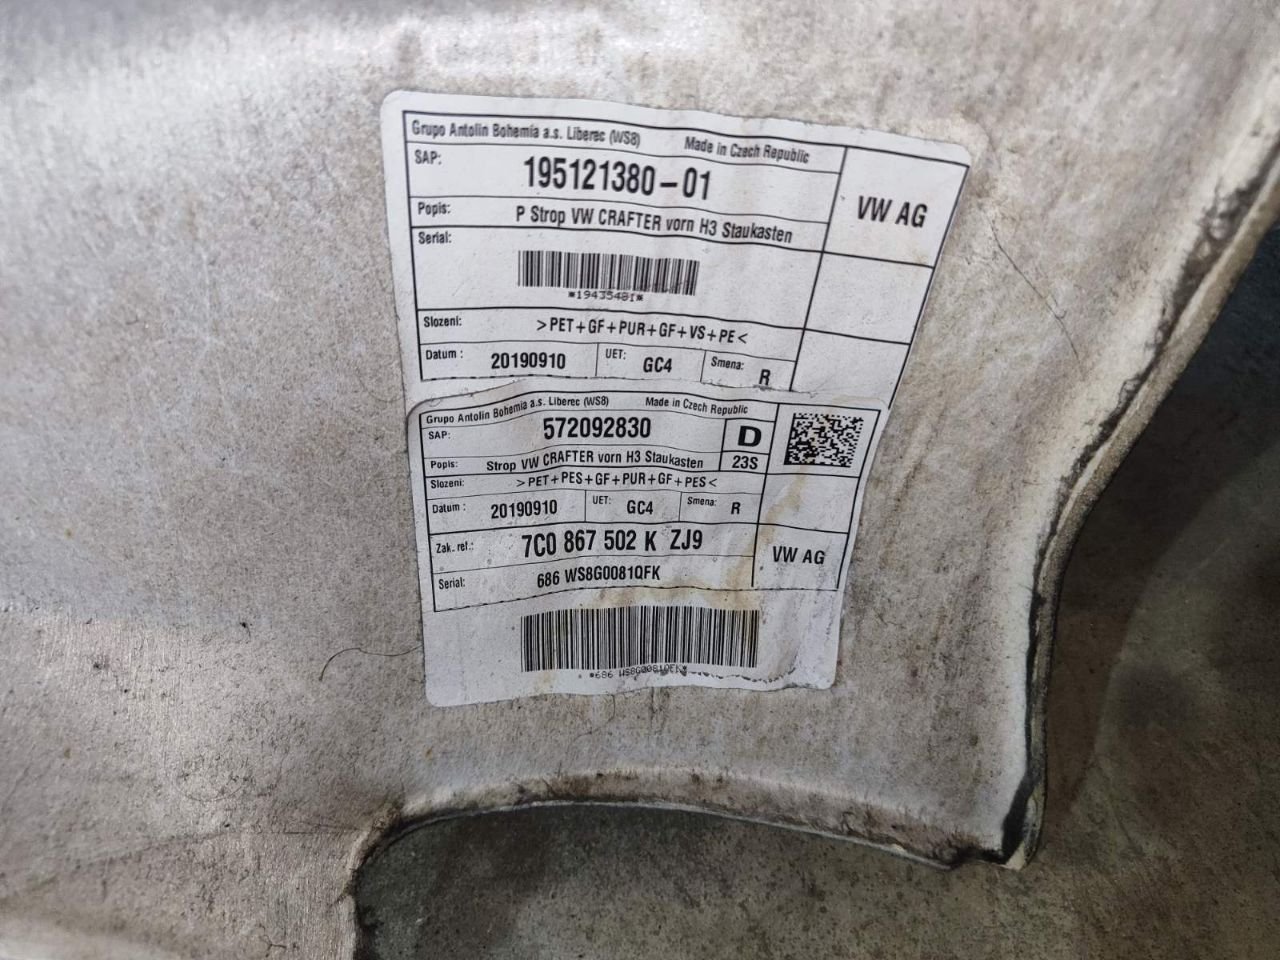 Grupo Antolin Bohemia a.s. Liberec (WS8) Made in Czech Republic
SAP: 195121380-01
VW AG
Popis: P Strop VW CRAFTER vorn H3 Staukasten
Serial:
*19435481*
Slozeni: >PET+GF+PUR+GF+VS+PE<
Datum : 20190910 UET: GC4 Smena: R
Grupo Antolin Bohemia a.s. Liberec (WS8) Made in Czech Republic
SAP: 572092830 D
Popis: Strop VW CRAFTER vorn H3 Staukasten 23S
Slozeni: >PET+PES+GF+PUR+GF+PES<
Datum : 20190910 UET: GC4 Smena: R
Zak. ref.: 7C0 867 502 K ZJ9
VW AG
Serial: 686 WS8G0081QFK
*686 WS8G0081QFK*